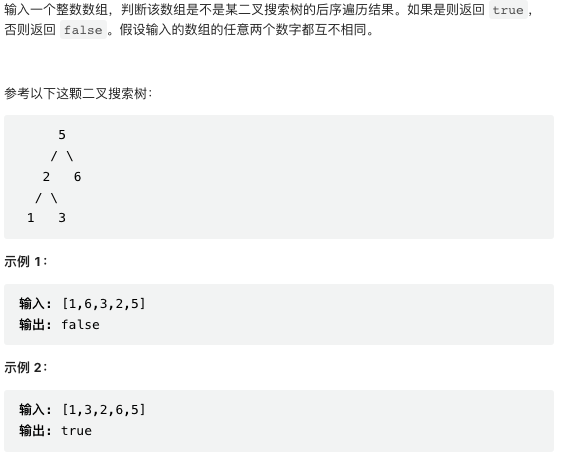 输入一个整数数组，判断该数组是不是某二叉搜索树的后序遍历结果。如果是则返回 true，
否则返回 false。假设输入的数组的任意两个数字都互不相同。
参考以下这颗二叉搜索树：
5
/ \
2 6
/ \
1 3
示例 1：
输入: [1,6,3,2,5]
输出: false
示例 2：
输入: [1,3,2,6,5]
输出: true